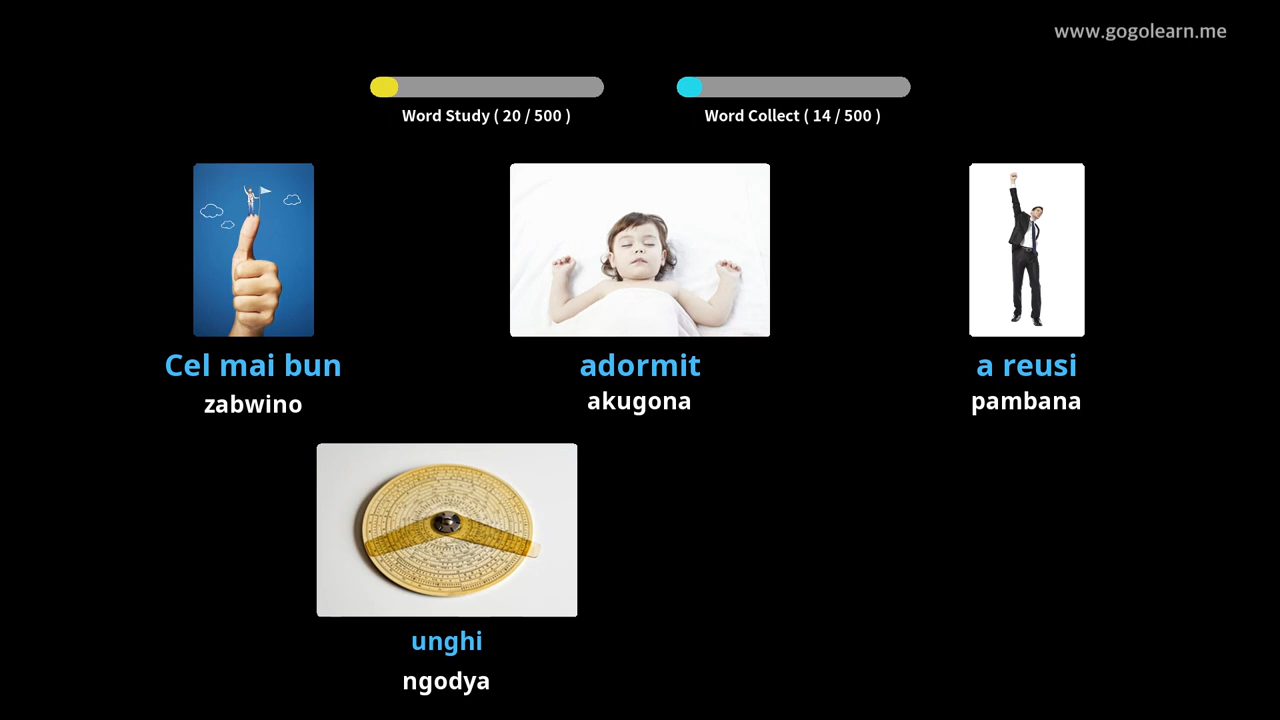 www.gogolearn.me
Word Study ( 20 / 500 )
Word Collect ( 14 / 500 )
Cel mai bun
zabwino
adormit
akugona
a reusi
pambana
unghi
ngodya